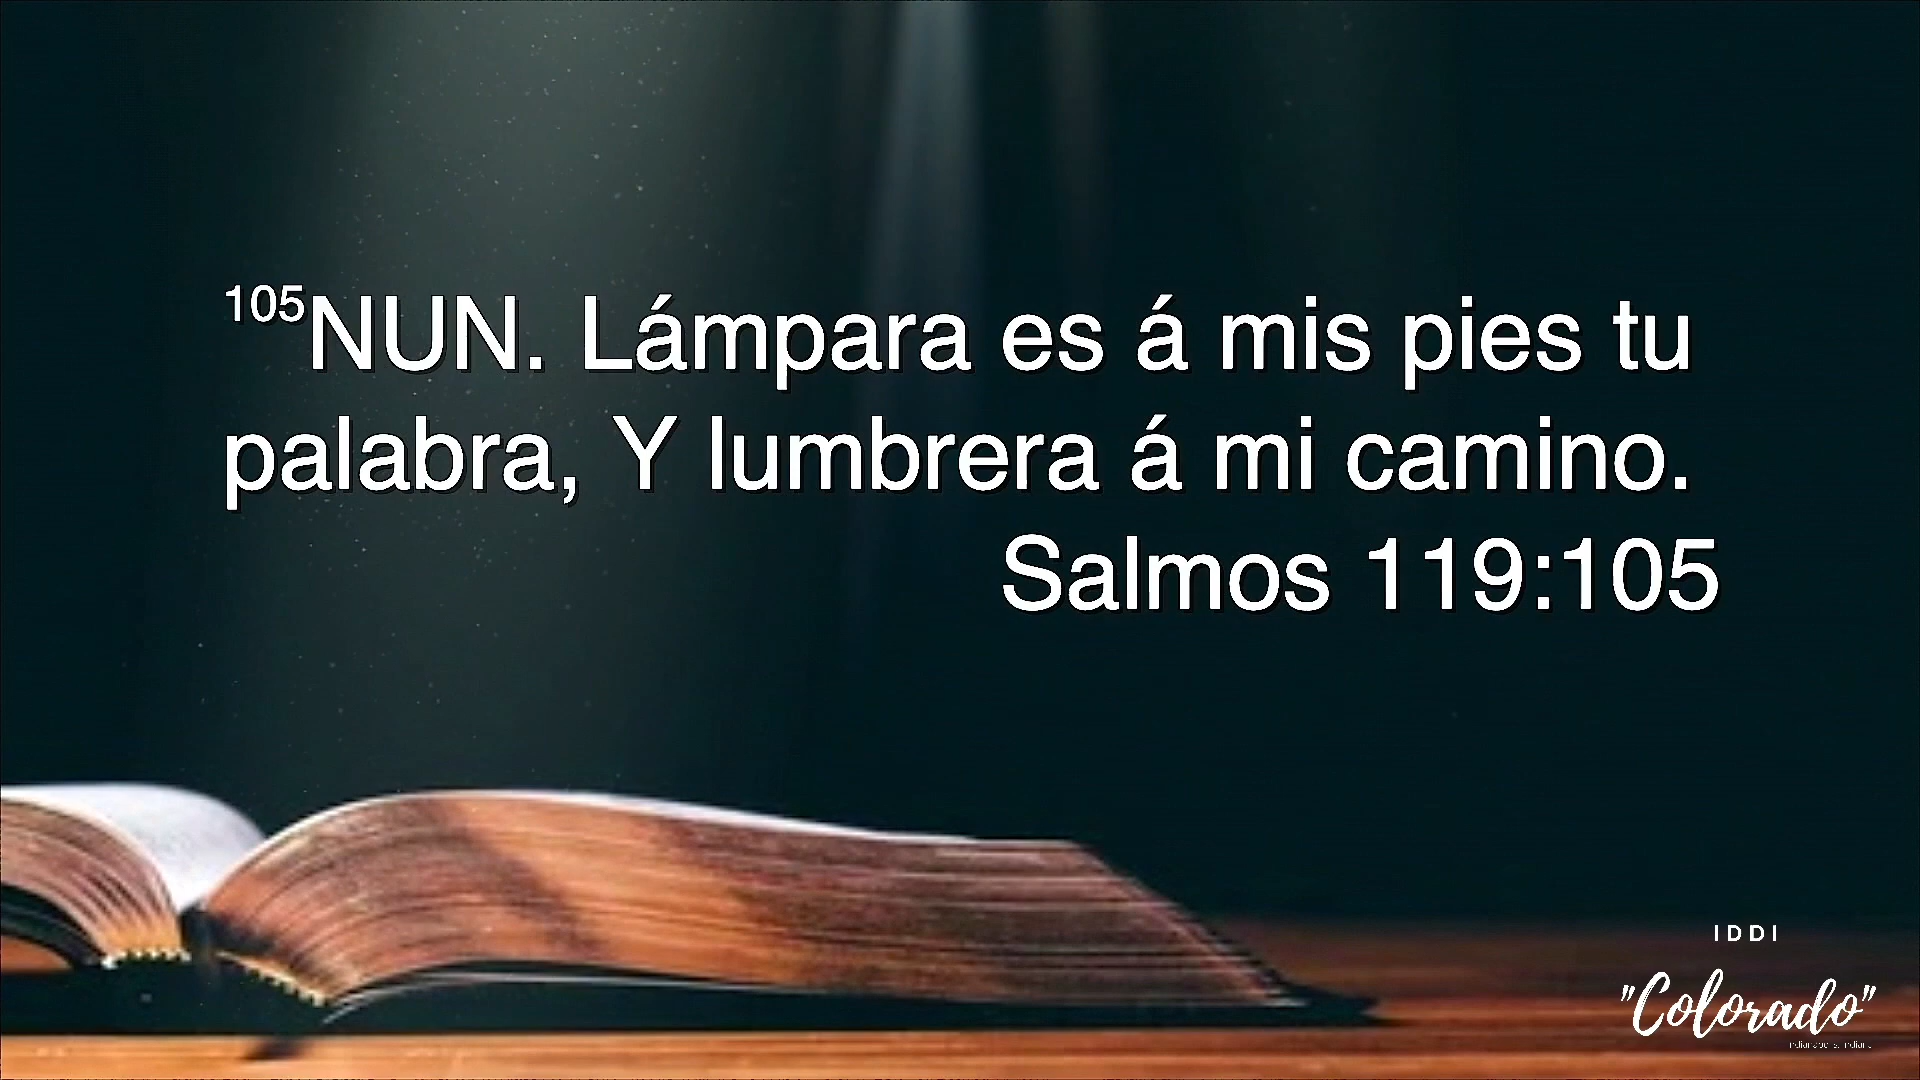 105NUN. Lámpara es á mis pies tu
palabra, Y lumbrera á mi camino.
Salmos 119:105
IDDI
"Colorado"